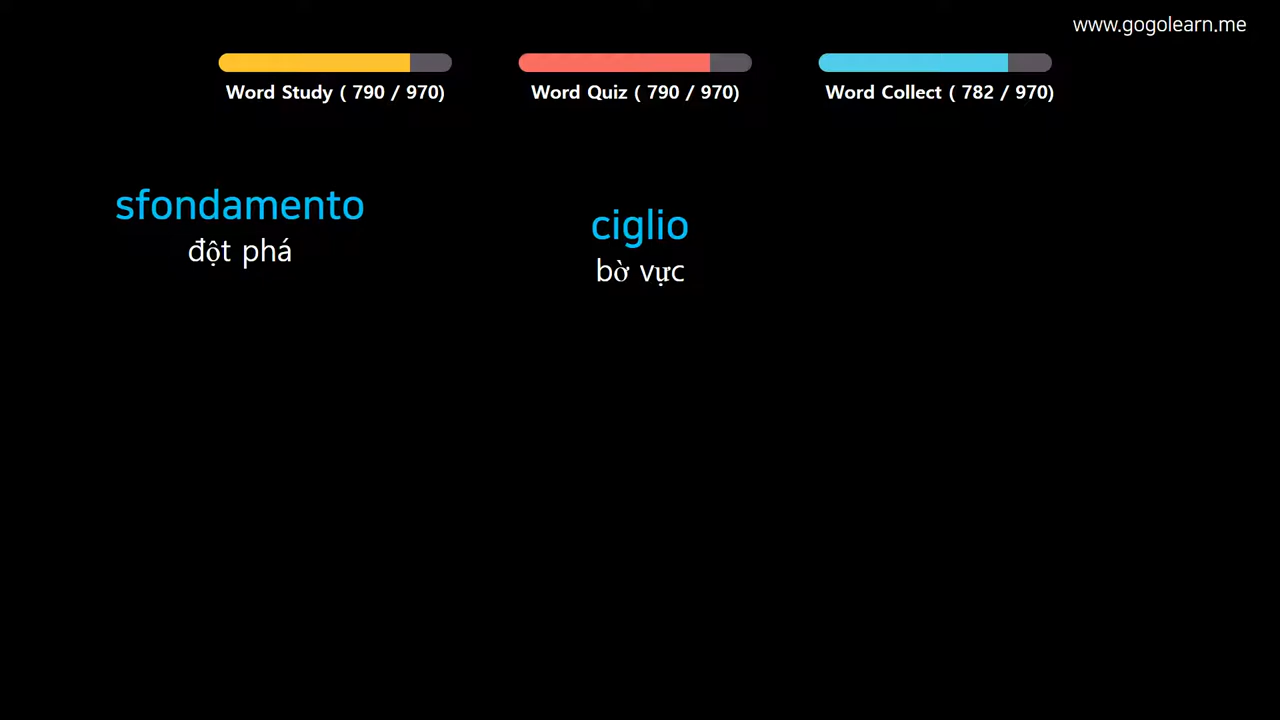 www.gogolearn.me
Word Study ( 790 / 970)
Word Quiz ( 790 / 970)
Word Collect ( 782 / 970)
sfondamento
đột phá
ciglio
bờ vực